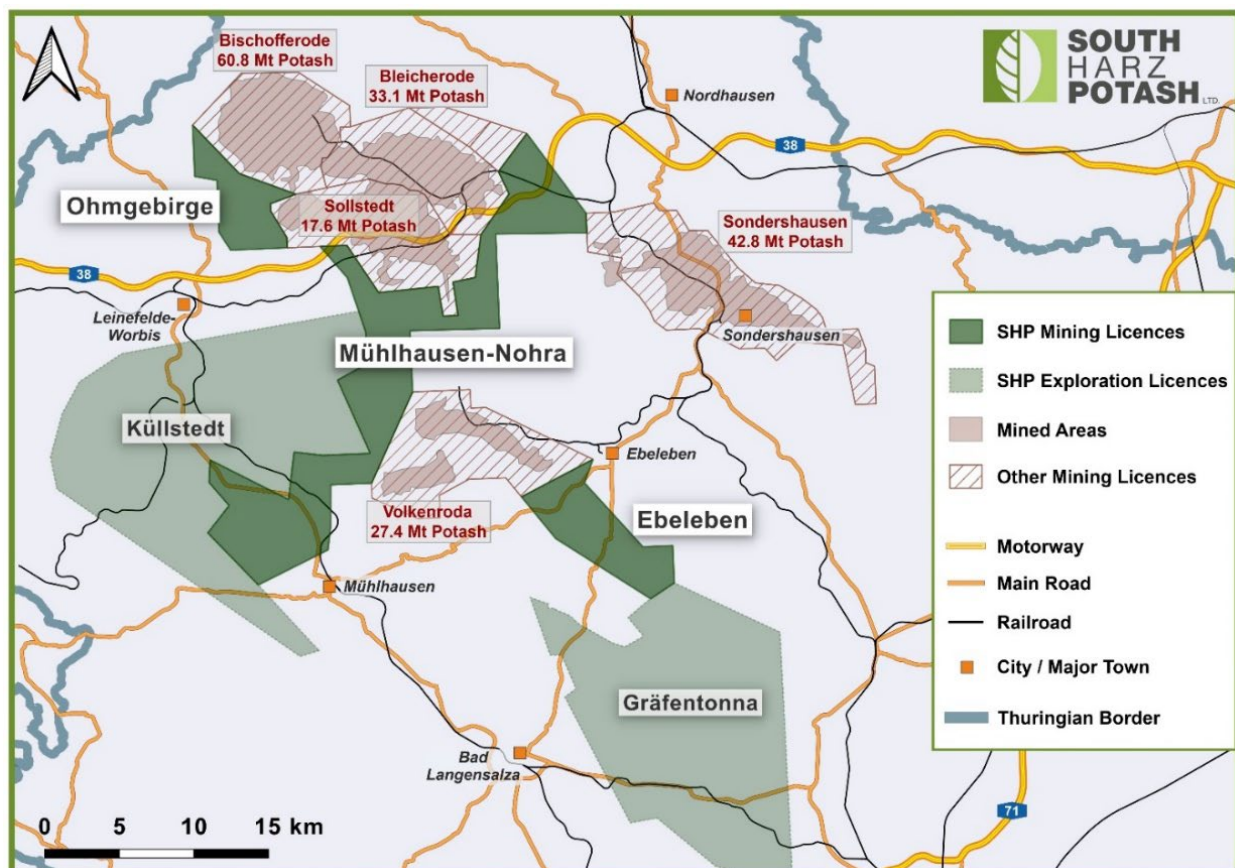 Bischofferode
60.8 Mt Potash
Bleicherode
33.1 Mt Potash
SOUTH
HARZ
POTASH LTD.
Nordhausen
38
Ohmgebirge
Sollstedt
17.6 Mt Potash
Sondershausen
42.8 Mt Potash
38
Leinefelde-
Worbis
Sondershausen
Mühlhausen-Nohra
Küllstedt
Ebeleben
Volkenroda
27.4 Mt Potash
Ebeleben
Mühlhausen
Gräfentonna
Bad
Langensalza
SHP Mining Licences
SHP Exploration Licences
Mined Areas
Other Mining Licences
Motorway
Main Road
Railroad
City / Major Town
Thuringian Border
71
0 5 10 15 km